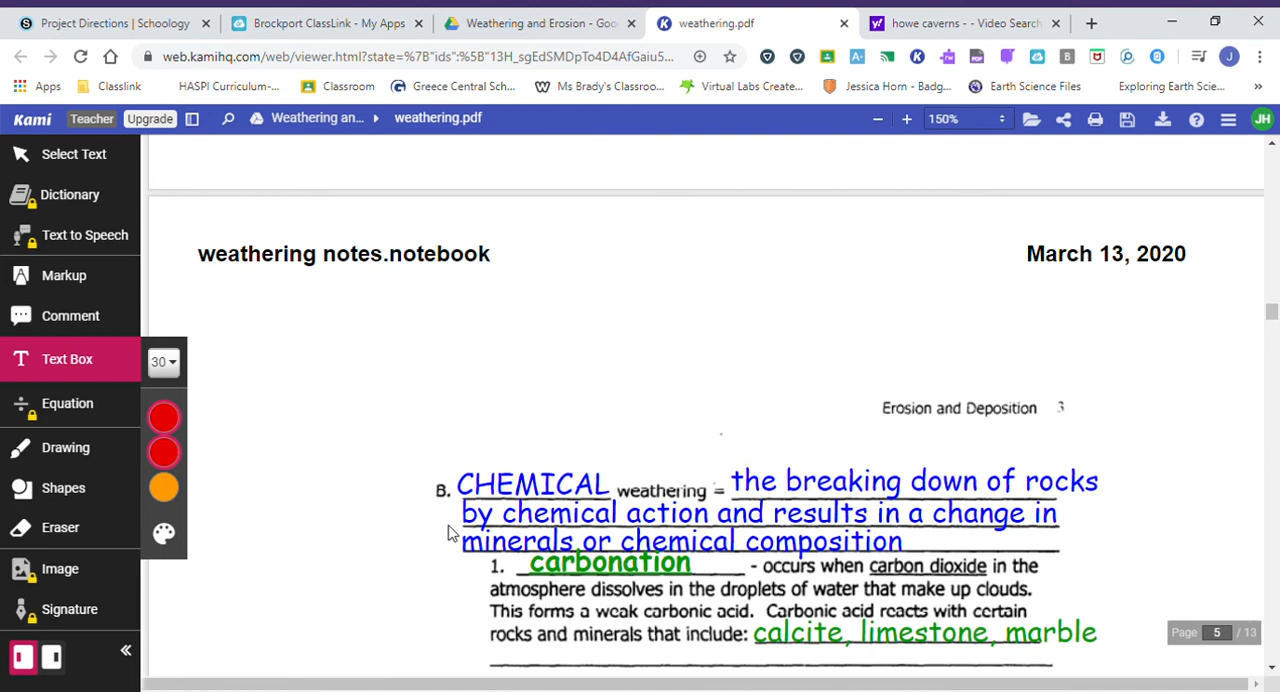 Project Directions | Schoology
Brockport ClassLink - My Apps
Weathering and Erosion - Goo
weathering.pdf
howe caverns - - Video Search
web.kamihq.com/web/viewer.html?state=%7B"ids":%5B"13H_sgEdSMDpTo4D4AfGaiu5...
Apps
Classlink
HASPI Curriculum-...
Classroom
Greece Central Sch...
Ms Brady's Classroo...
Virtual Labs Create...
Jessica Horn - Badg...
Earth Science Files
Exploring Earth Scie...
»
Kami
Teacher
Upgrade
Weathering an...
weathering.pdf
150%
JH
Select Text
Dictionary
Text to Speech
Markup
Comment
Text Box
30
Equation
Drawing
Shapes
Eraser
Image
Signature
weathering notes.notebook
March 13, 2020
Erosion and Deposition 3
B. CHEMICAL weathering = the breaking down of rocks
by chemical action and results in a change in
minerals or chemical composition
1. carbonation - occurs when carbon dioxide in the
atmosphere dissolves in the droplets of water that make up clouds.
This forms a weak carbonic acid. Carbonic acid reacts with certain
rocks and minerals that include: calcite, limestone, marble
Page 5 / 13